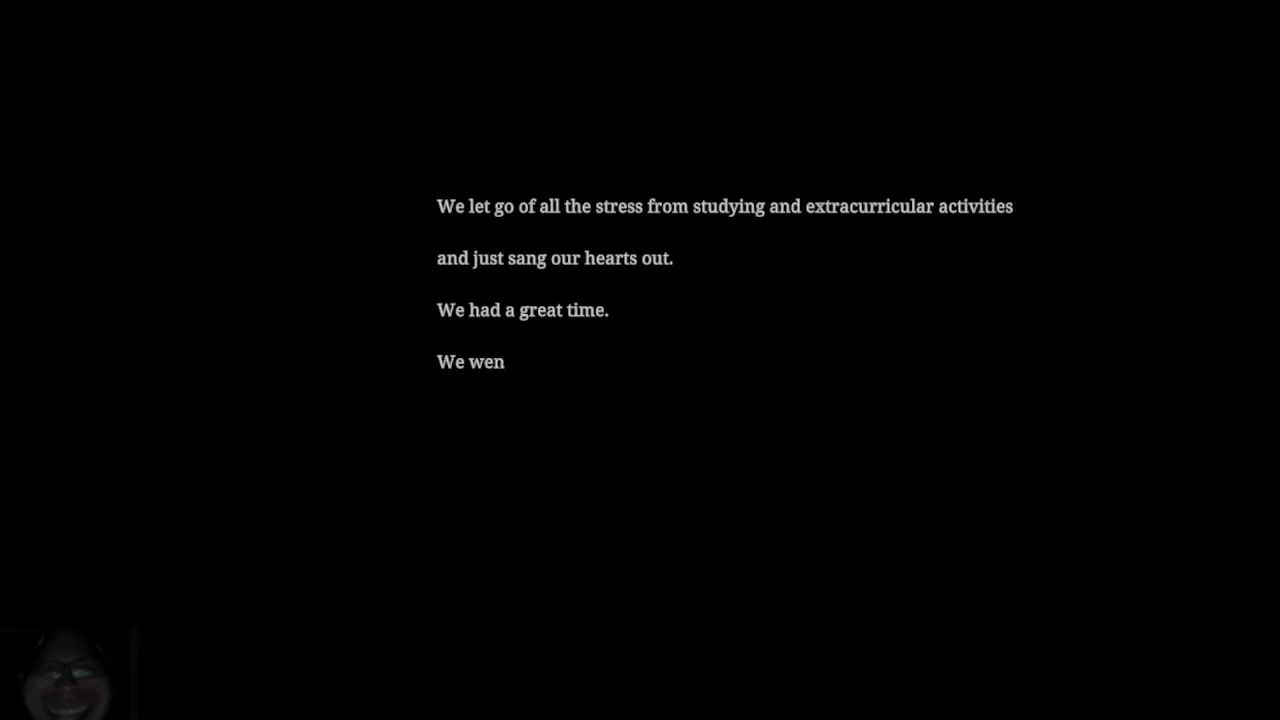 We let go of all the stress from studying and extracurricular activities
and just sang our hearts out.
We had a great time.
We wen